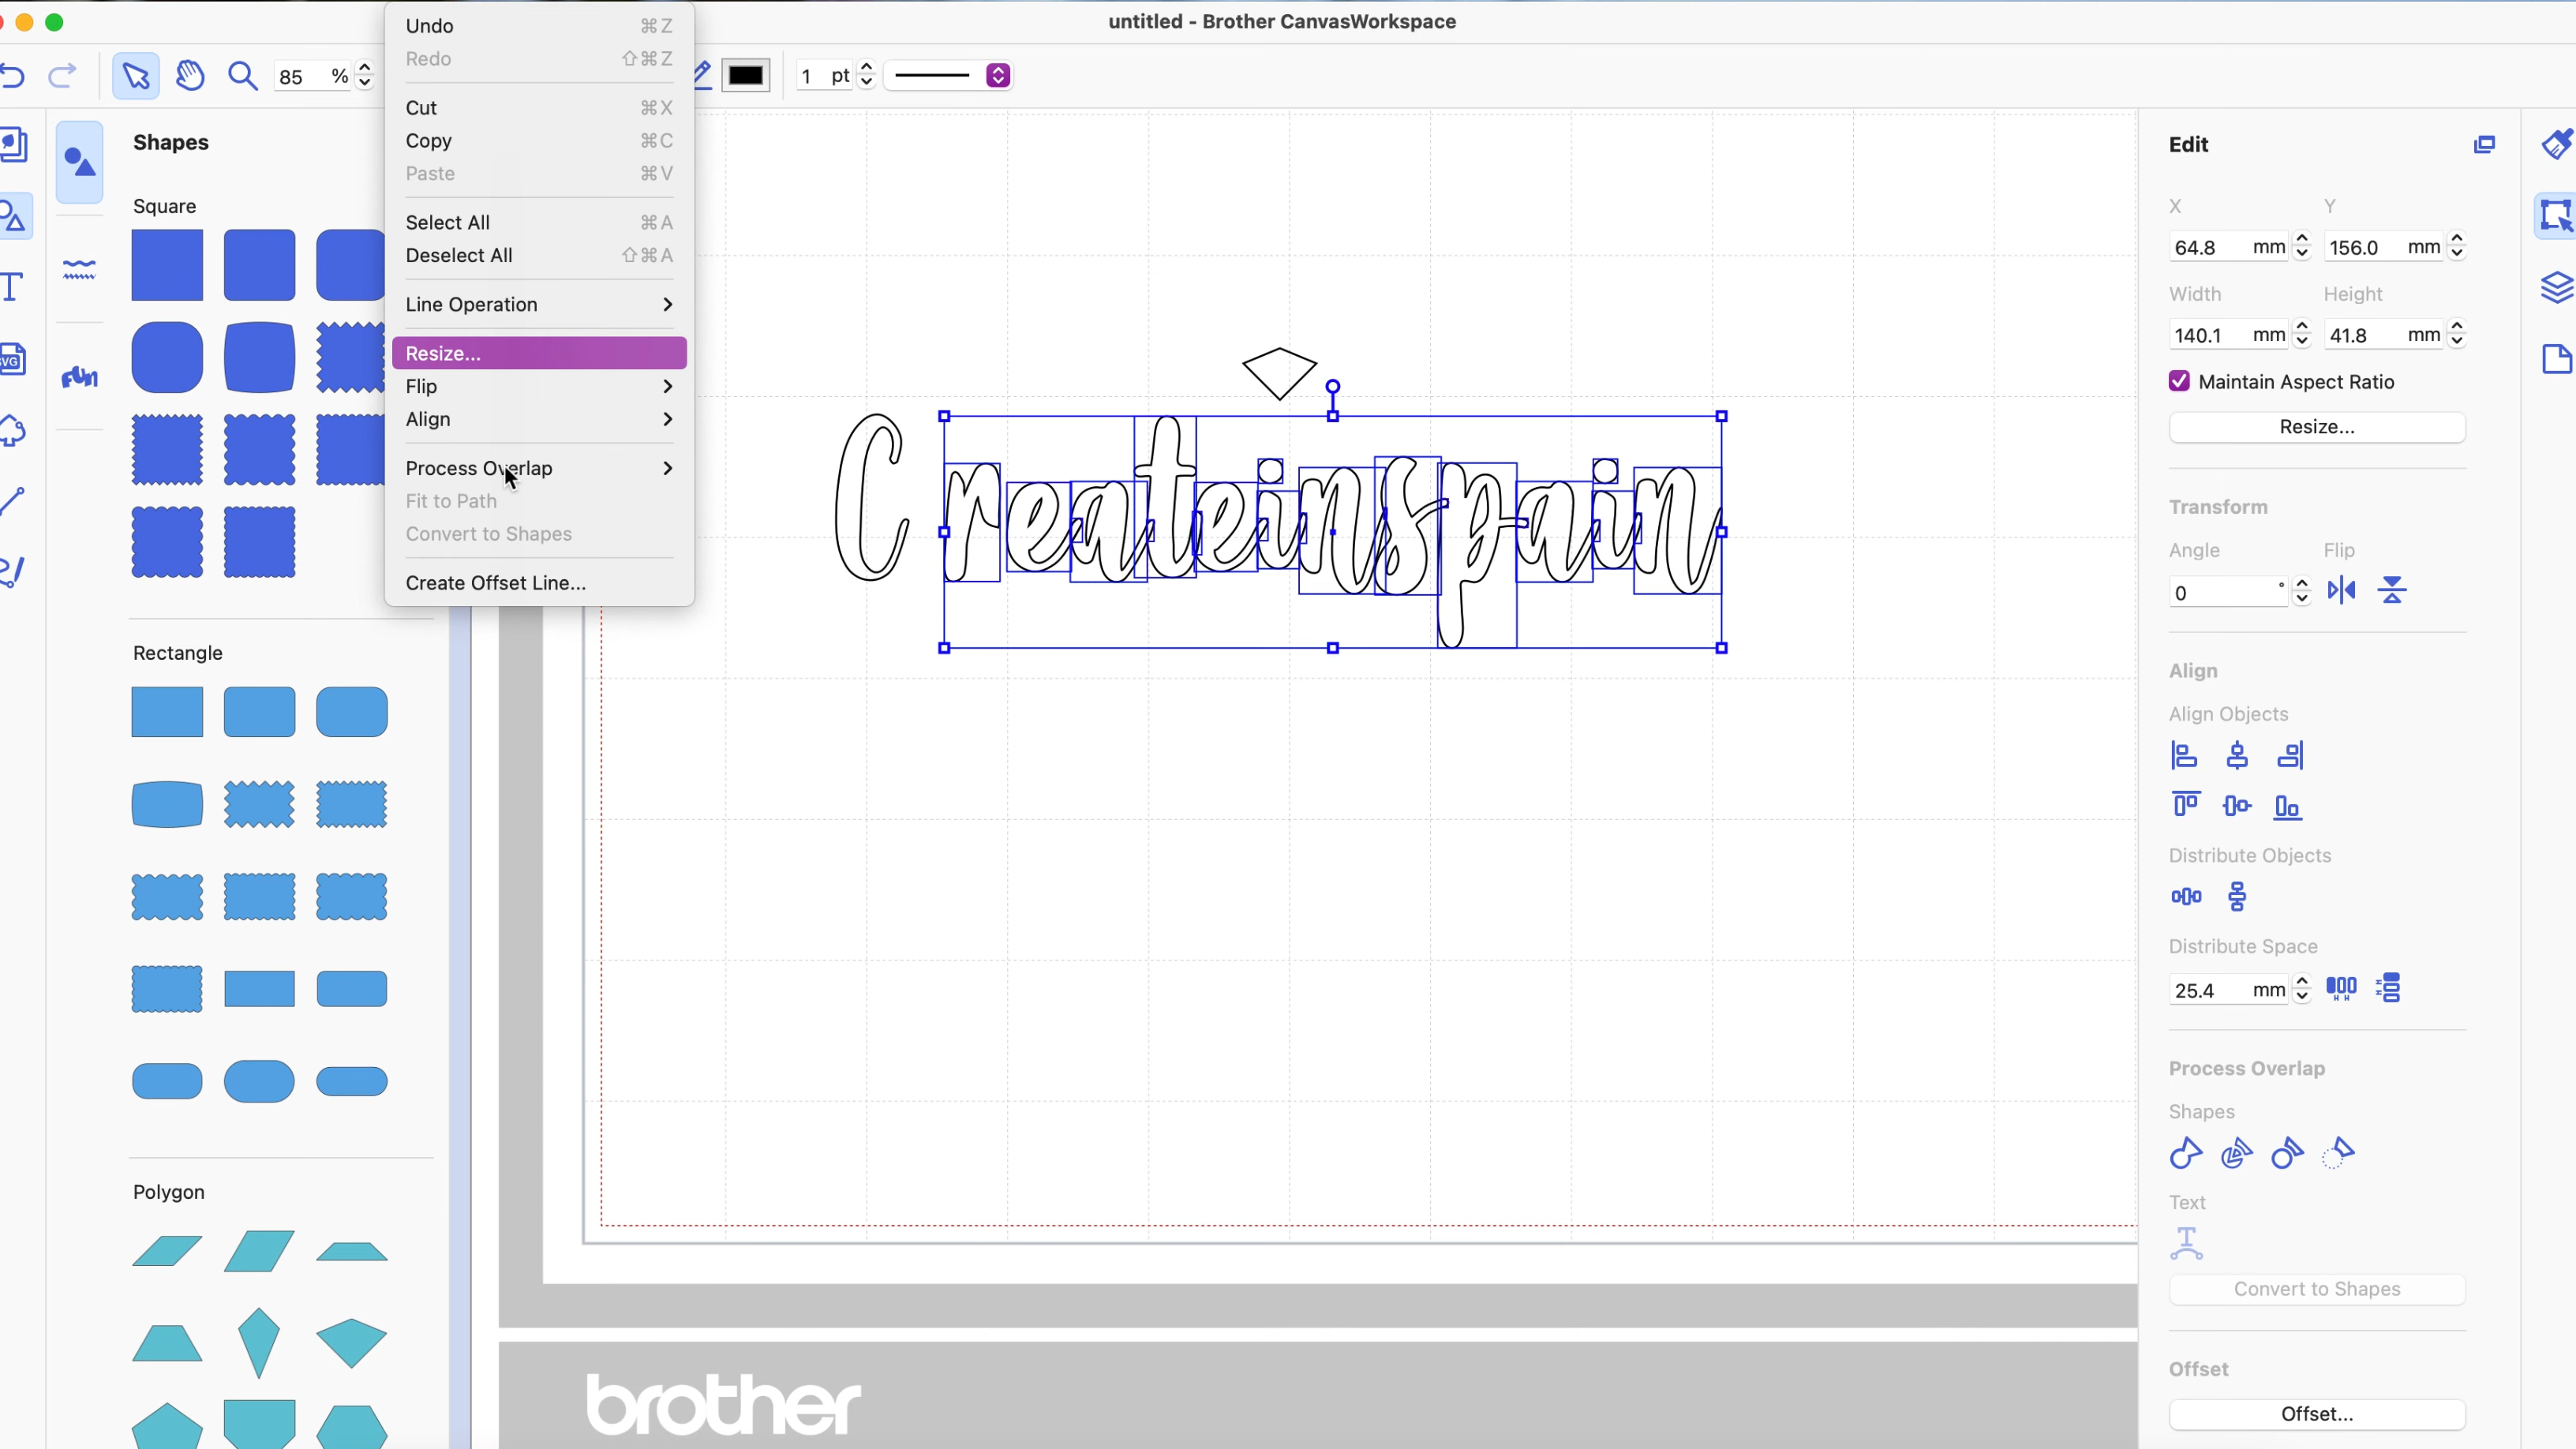 untitled - Brother CanvasWorkspace
85 %
1 pt
Undo ⌘Z
Redo ⇧⌘Z
Cut ⌘X
Copy ⌘C
Paste ⌘V
Select All ⌘A
Deselect All ⇧⌘A
Line Operation
Resize...
Flip
Align
Process Overlap
Fit to Path
Convert to Shapes
Create Offset Line...
Shapes
Square
Rectangle
Polygon
T
SVG
Fun
Createinspain
brother
Edit
X Y
64.8 mm 156.0 mm
Width Height
140.1 mm 41.8 mm
Maintain Aspect Ratio
Resize...
Transform
Angle Flip
0 °
Align
Align Objects
Distribute Objects
Distribute Space
25.4 mm
Process Overlap
Shapes
Text
Convert to Shapes
Offset
Offset...